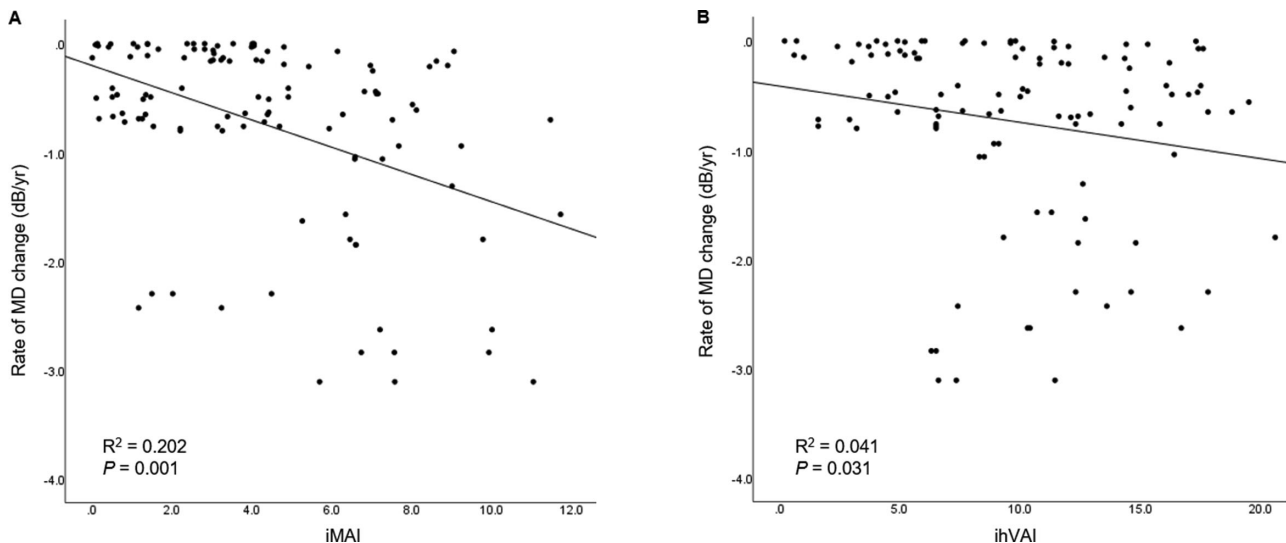 A
.0
-1.0
-2.0
-3.0
-4.0
Rate of MD change (dB/yr)
R² = 0.202
P = 0.001
.0 2.0 4.0 6.0 8.0 10.0 12.0
iMAI
B
.0
-1.0
-2.0
-3.0
-4.0
Rate of MD change (dB/yr)
R² = 0.041
P = 0.031
.0 5.0 10.0 15.0 20.0
ihVAI